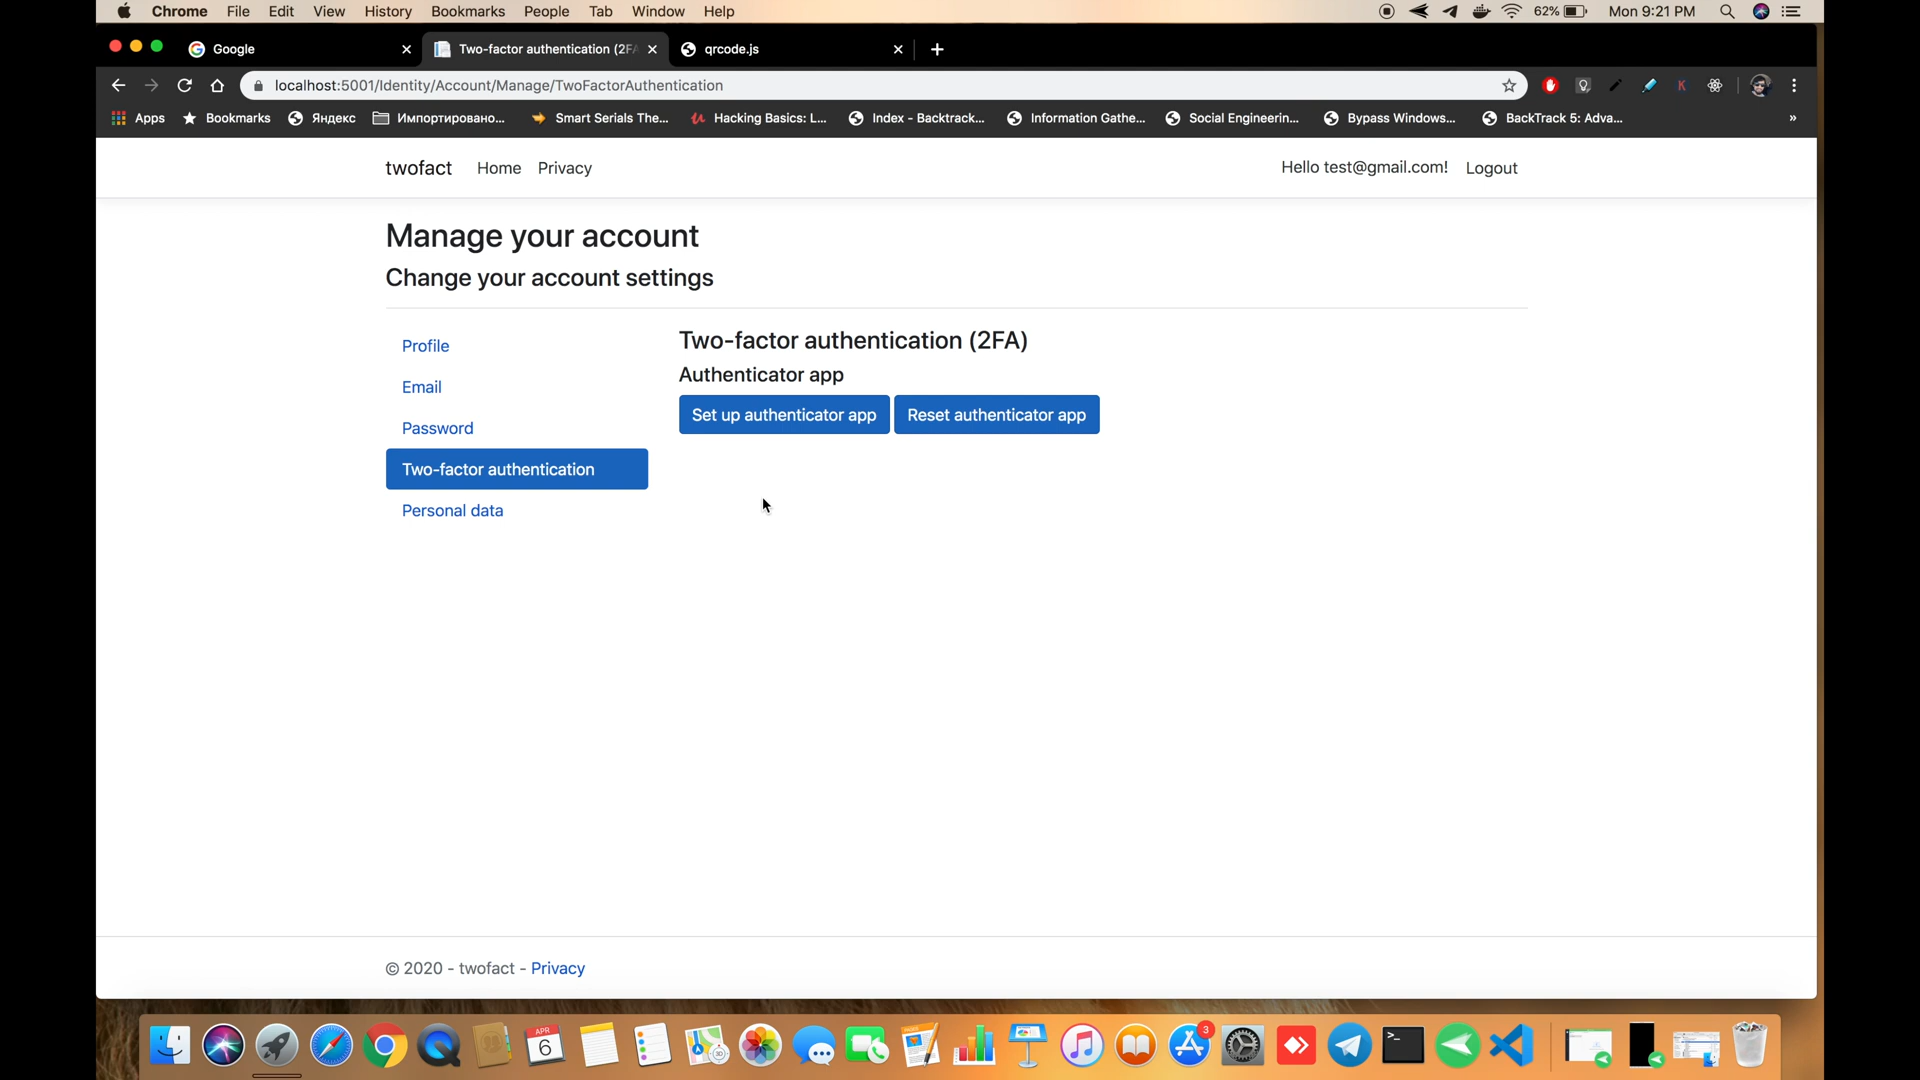 Chrome File Edit View History Bookmarks People Tab Window Help 62% Mon 9:21 PM
Google Two-factor authentication (2FA qrcode.js
localhost:5001/Identity/Account/Manage/TwoFactorAuthentication
Apps Bookmarks Яндекс Импортировано... Smart Serials The... Hacking Basics: L... Index - Backtrack... Information Gathe... Social Engineerin... Bypass Windows... BackTrack 5: Adva... »
twofact Home Privacy Hello test@gmail.com! Logout
Manage your account
Change your account settings
Profile
Email
Password
Two-factor authentication
Personal data
Two-factor authentication (2FA)
Authenticator app
Set up authenticator app Reset authenticator app
© 2020 - twofact - Privacy
APR
6
3